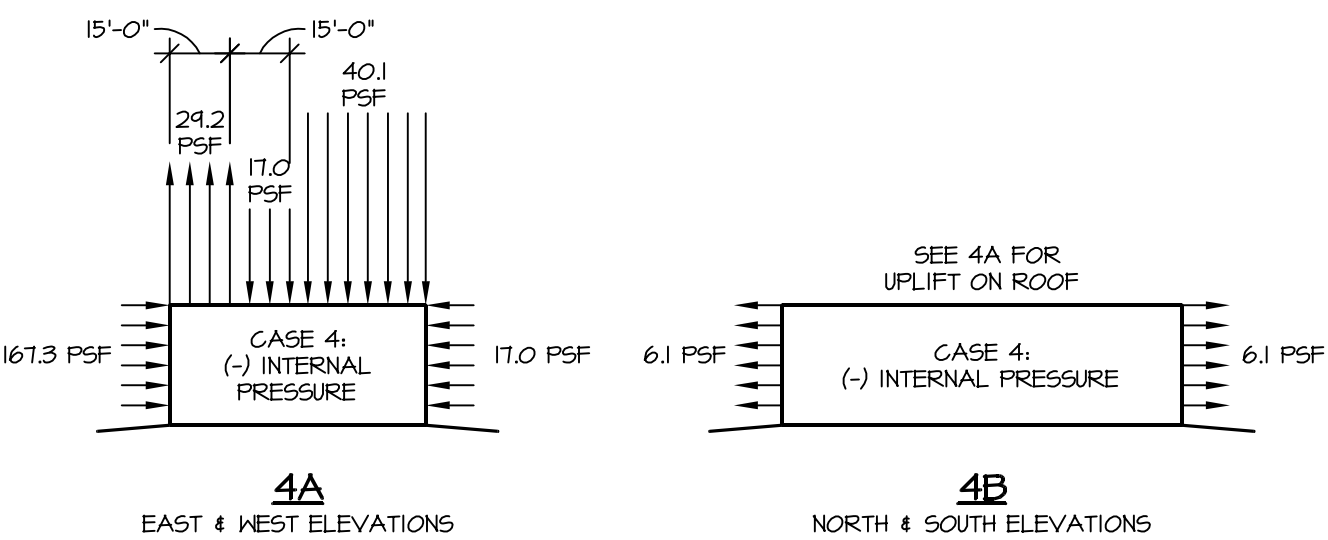 15'-0"
15'-0"
40.1
PSF
29.2
PSF
17.0
PSF
167.3 PSF
CASE 4:
(-) INTERNAL
PRESSURE
17.0 PSF
4A
EAST & WEST ELEVATIONS
SEE 4A FOR
UPLIFT ON ROOF
6.1 PSF
CASE 4:
(-) INTERNAL PRESSURE
6.1 PSF
4B
NORTH & SOUTH ELEVATIONS